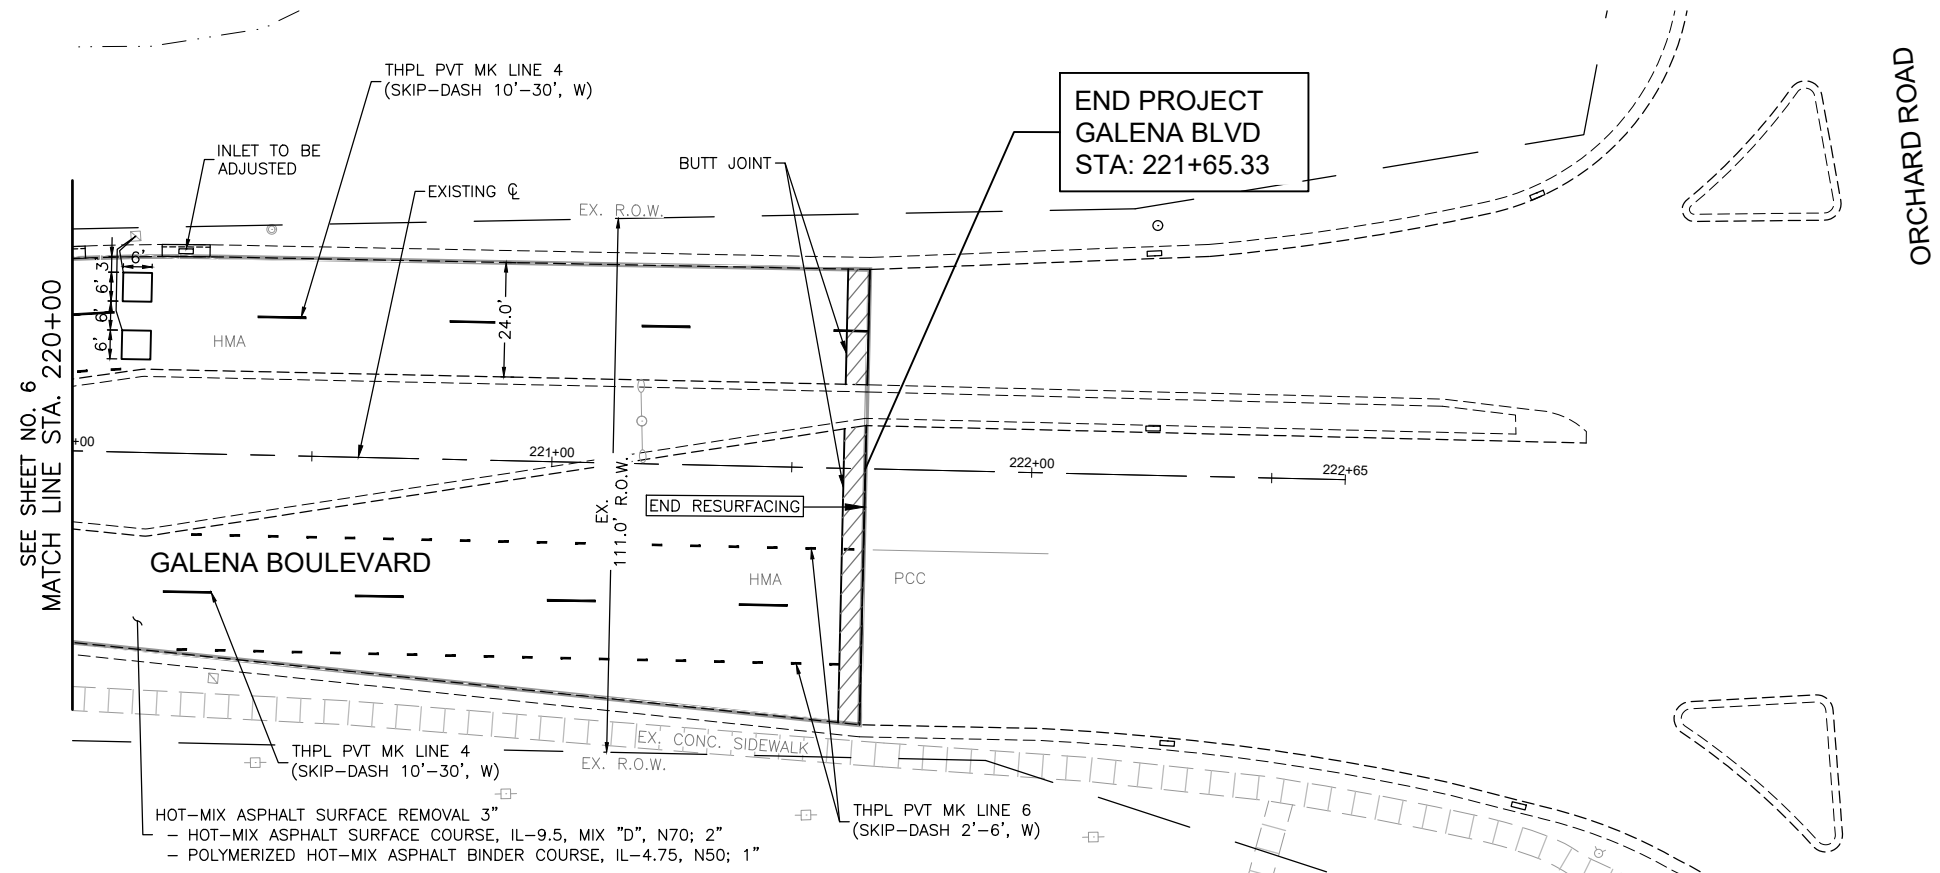 THPL PVT MK LINE 4
(SKIP-DASH 10'-30', W)
END PROJECT
GALENA BLVD
STA: 221+65.33
ORCHARD ROAD
INLET TO BE
ADJUSTED
BUTT JOINT
EXISTING ℄
EX. R.O.W.
6'
3'
6'
6'
6'
24.0'
HMA
SEE SHEET NO. 6
MATCH LINE STA. 220+00
+00
221+00
222+00
222+65
EX.
111.0' R.O.W.
END RESURFACING
GALENA BOULEVARD
HMA
PCC
EX. CONC. SIDEWALK
EX. R.O.W.
THPL PVT MK LINE 4
(SKIP-DASH 10'-30', W)
THPL PVT MK LINE 6
(SKIP-DASH 2'-6', W)
HOT-MIX ASPHALT SURFACE REMOVAL 3"
- HOT-MIX ASPHALT SURFACE COURSE, IL-9.5, MIX "D", N70; 2"
- POLYMERIZED HOT-MIX ASPHALT BINDER COURSE, IL-4.75, N50; 1"